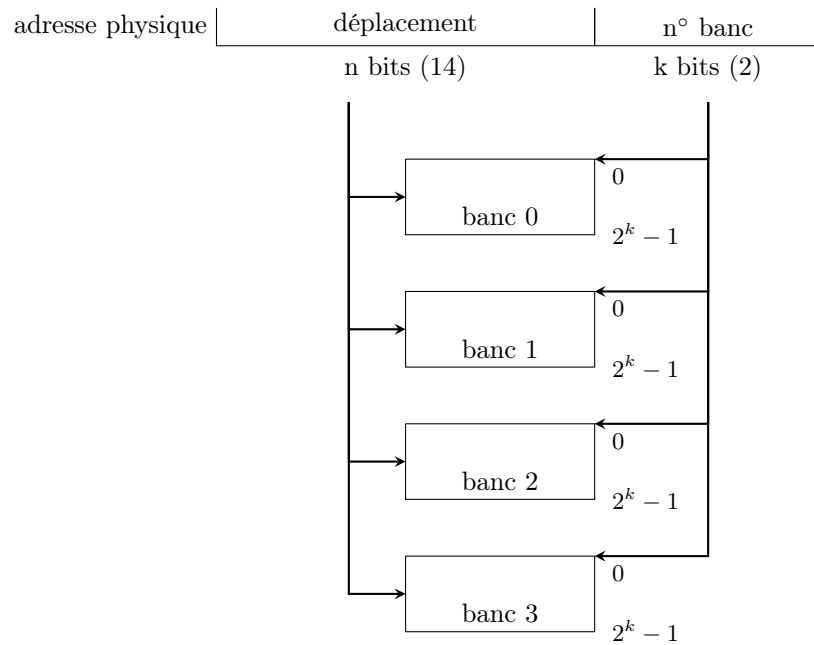 adresse physique déplacement n° banc
n bits (14) k bits (2)
0
banc 0
2^k − 1
0
banc 1
2^k − 1
0
banc 2
2^k − 1
0
banc 3
2^k − 1